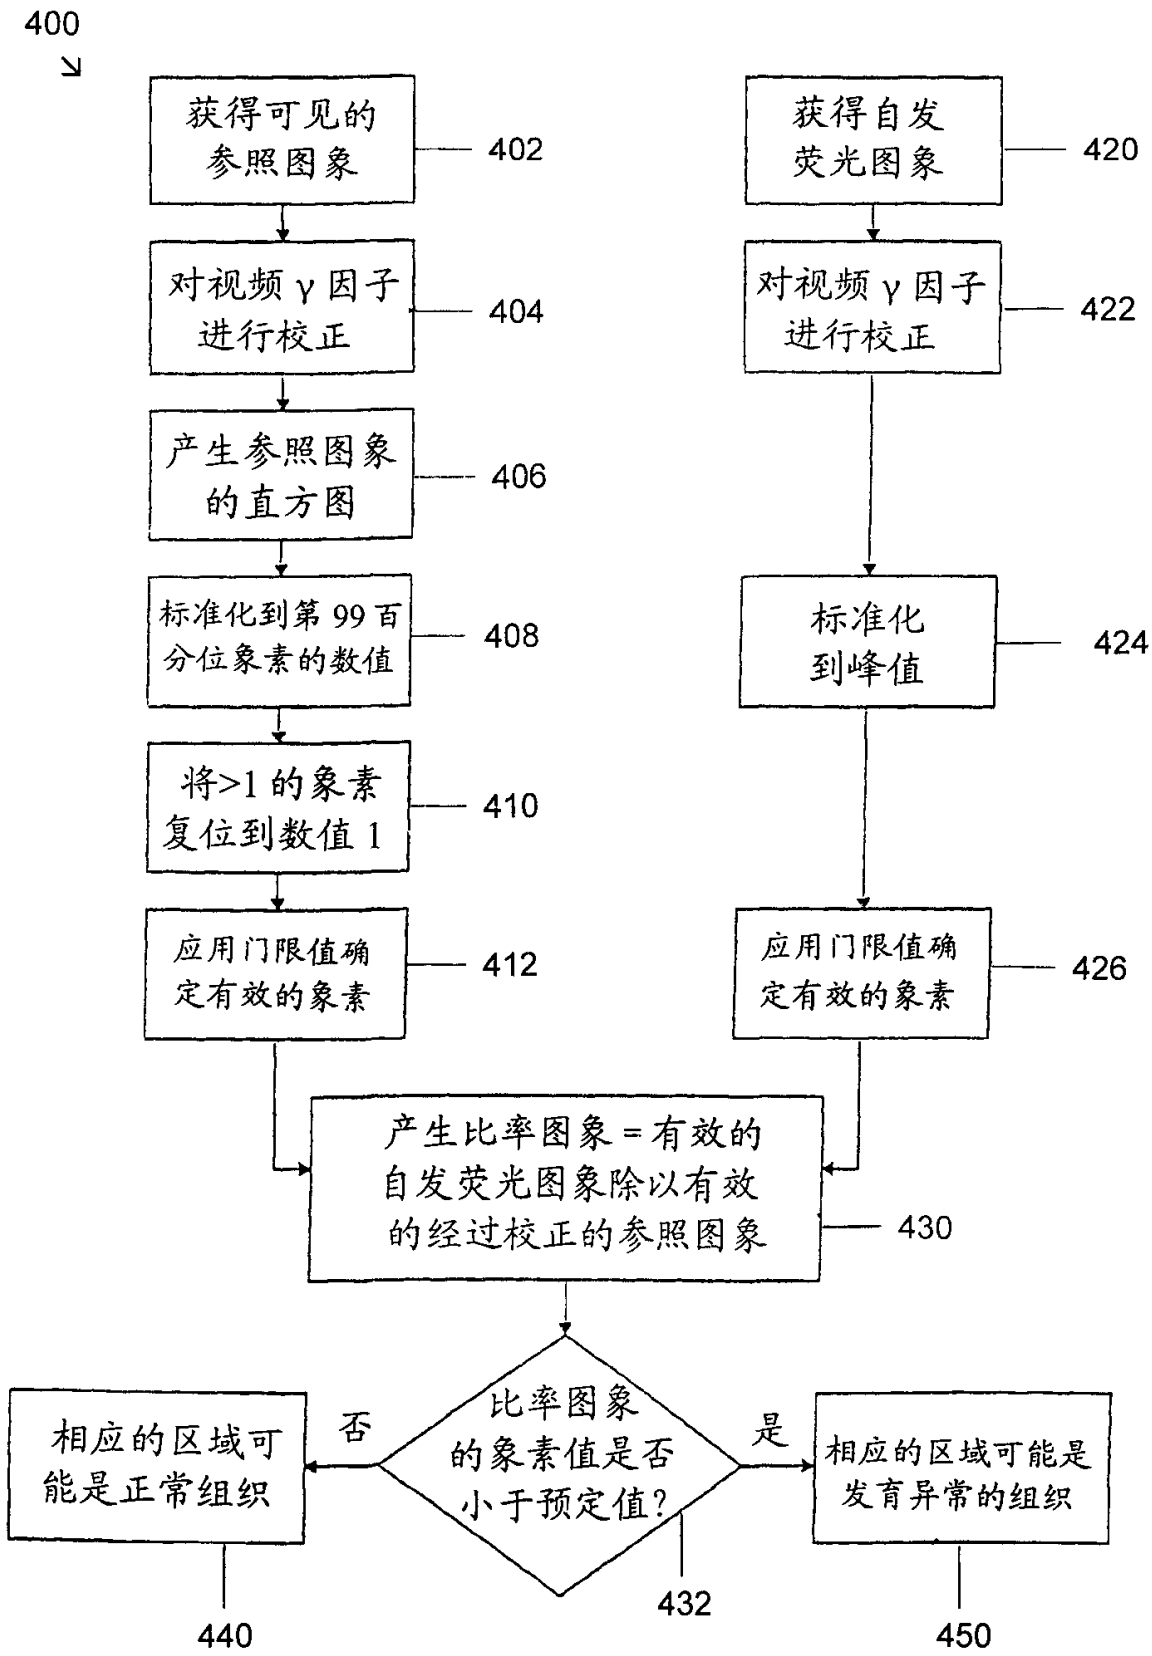 400
获得可见的
参照图象
402
对视频 γ 因子
进行校正
404
产生参照图象
的直方图
406
标准化到第 99 百
分位象素的数值
408
将>1 的象素
复位到数值 1
410
应用门限值确
定有效的象素
412
获得自发
荧光图象
420
对视频 γ 因子
进行校正
422
标准化
到峰值
424
应用门限值确
定有效的象素
426
产生比率图象 = 有效的
自发荧光图象除以有效
的经过校正的参照图象
430
比率图象
的象素值是否
小于预定值?
432
否
相应的区域可
能是正常组织
440
是
相应的区域可能是
发育异常的组织
450